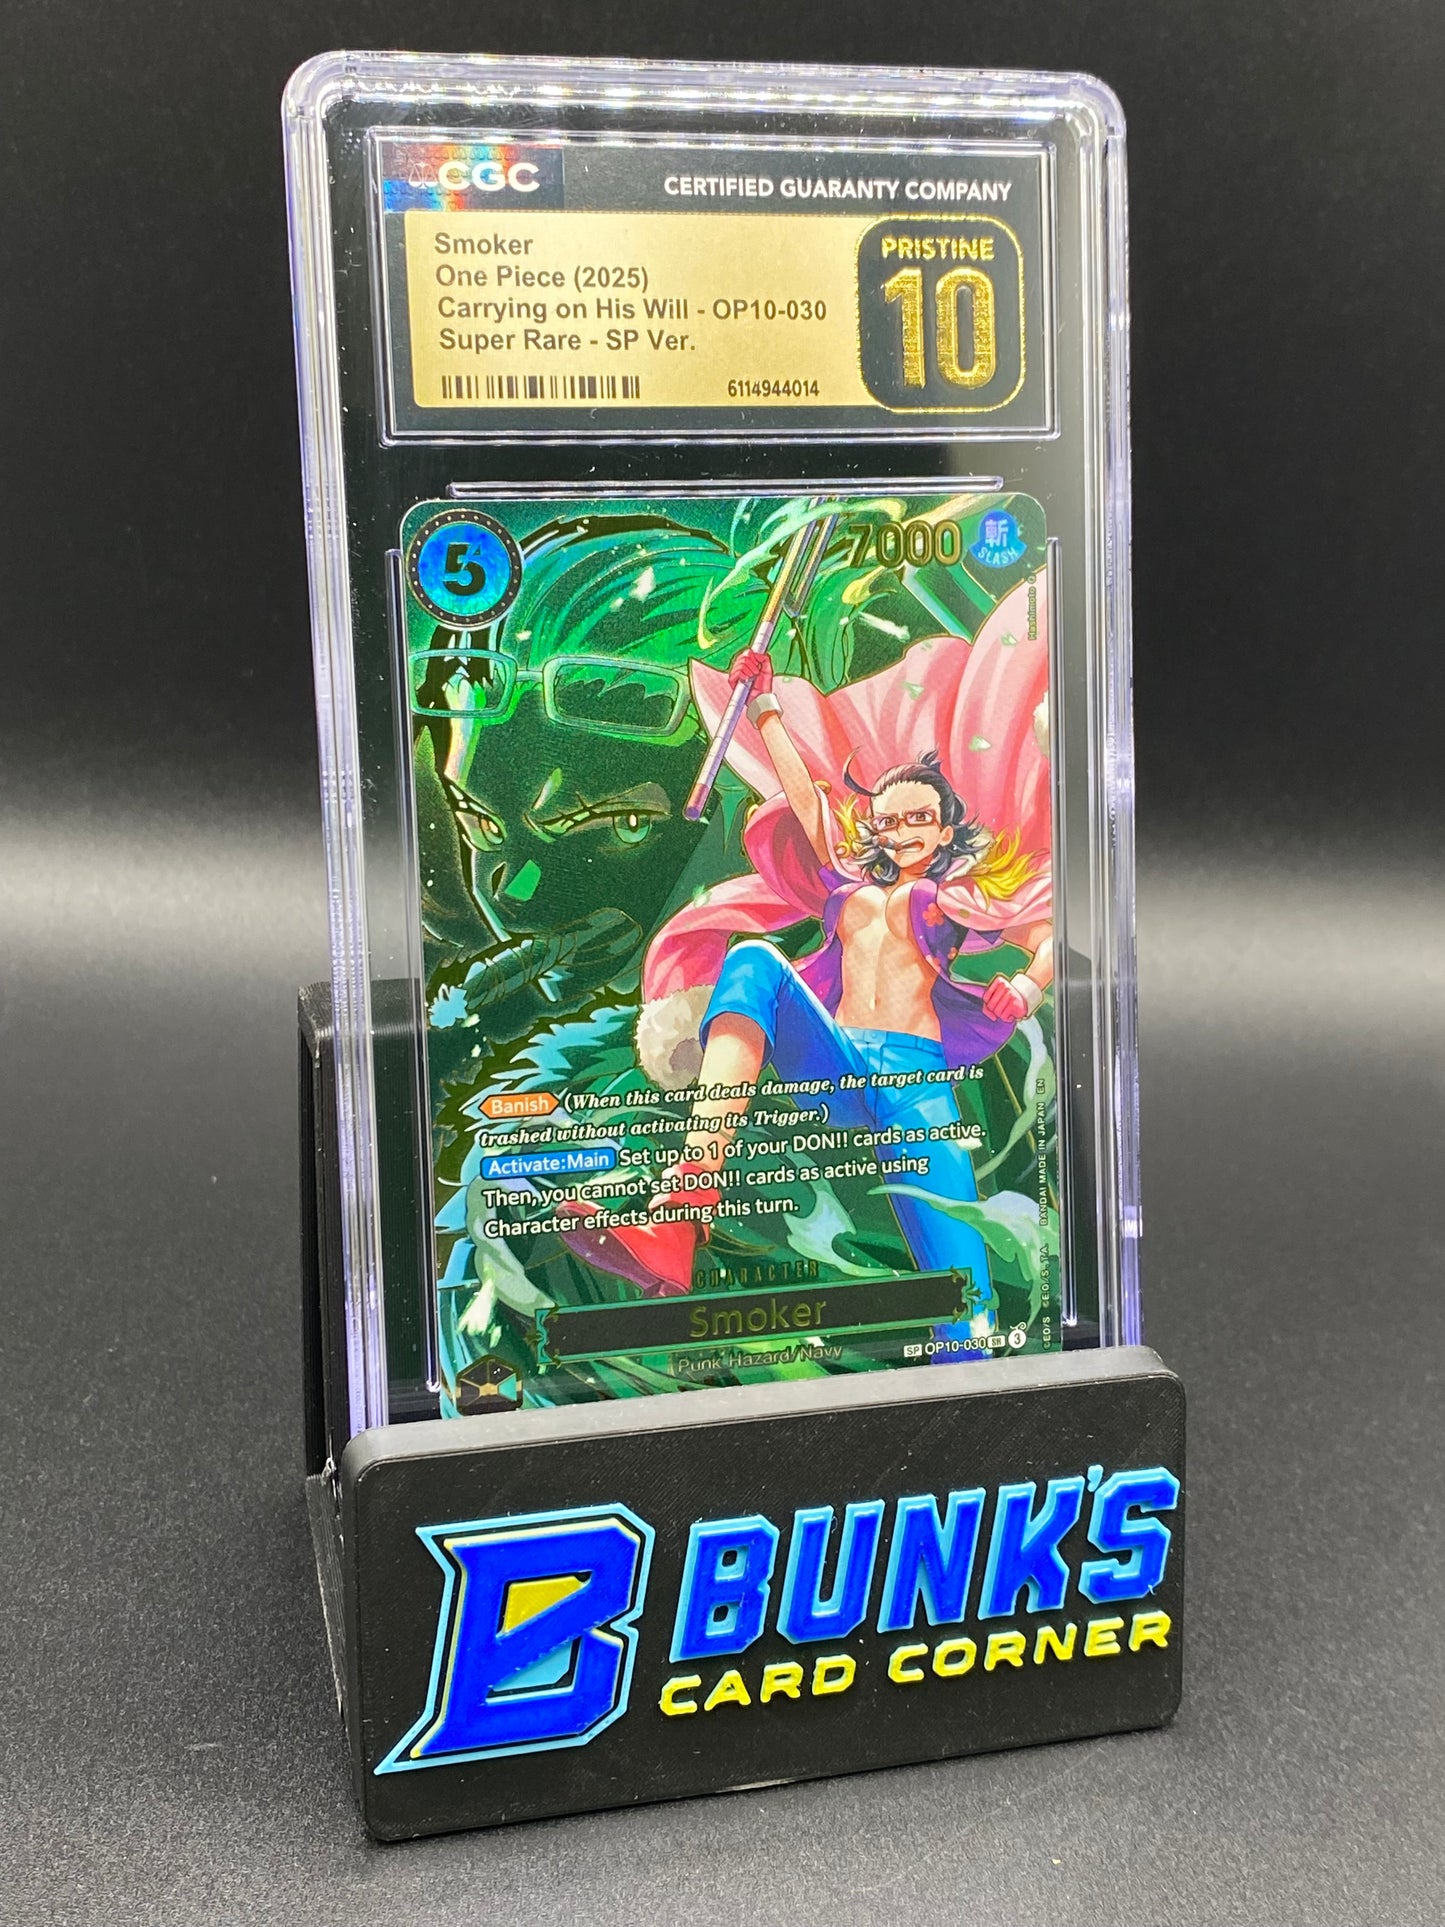 CGC
CERTIFIED GUARANTY COMPANY
Smoker
One Piece (2025)
Carrying on His Will - OP10-030
Super Rare - SP Ver.
6114944014
PRISTINE
10
5
7000
斬
SLASH
Hashimoto Q
Banish (When this card deals damage, the target card is
trashed without activating its Trigger.)
Activate:Main Set up to 1 of your DON!! cards as active.
Then, you cannot set DON!! cards as active using
Character effects during this turn.
CHARACTER
Smoker
Punk Hazard/Navy
SP OP10-030 SR 3
©EO/S ©EO/S.,T.A. BANDAI MADE IN JAPAN EN
B BUNK'S
CARD CORNER